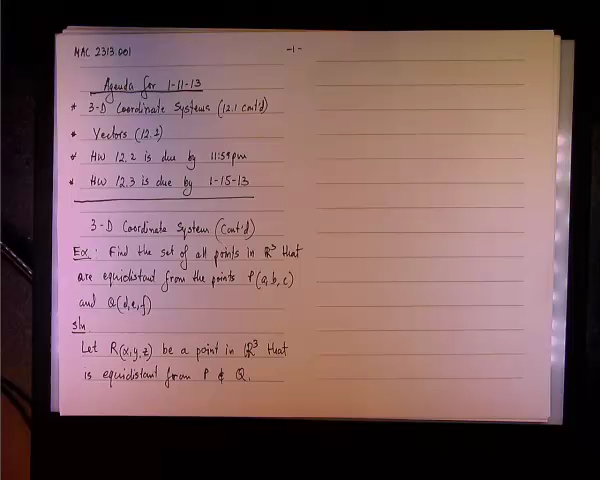 MAC 2313.001
-1-
Agenda for 1-11-13
* 3-D Coordinate Systems (12.1 cont'd)
* Vectors (12.2)
* HW 12.2 is due by 11:59pm
* HW 12.3 is due by 1-15-13
3-D Coordinate System (cont'd)
Ex: Find the set of all points in ℝ³ that
are equidistant from the points P(a,b,c)
and Q(d,e,f)
Sln
Let R(x,y,z) be a point in ℝ³ that
is equidistant from P & Q.